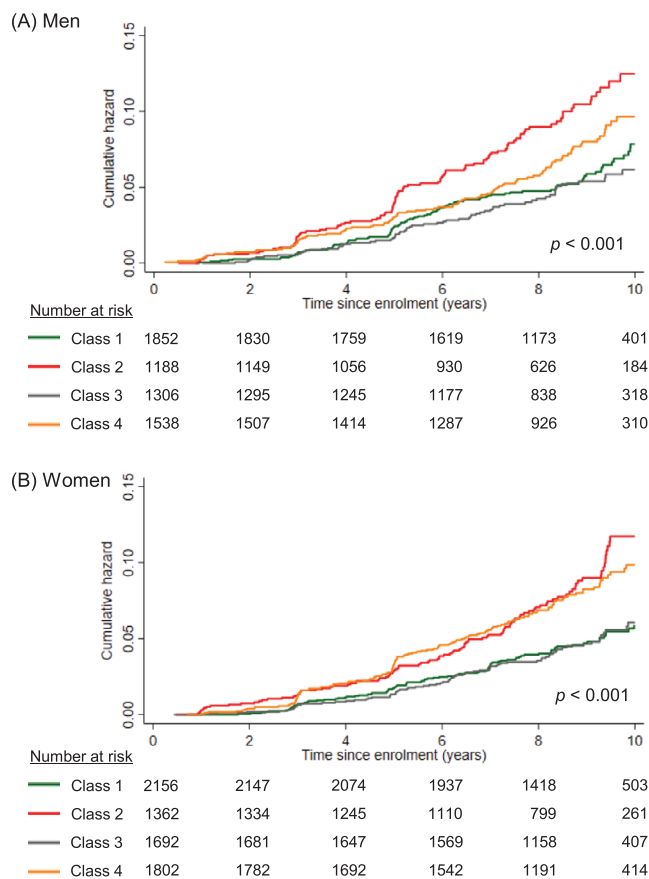 (A) Men
0.15
0.10
0.05
0.00
Cumulative hazard
p < 0.001
0 2 4 6 8 10
Time since enrolment (years)
Number at risk
Class 1 1852 1830 1759 1619 1173 401
Class 2 1188 1149 1056 930 626 184
Class 3 1306 1295 1245 1177 838 318
Class 4 1538 1507 1414 1287 926 310
(B) Women
0.15
0.10
0.05
0.00
Cumulative hazard
p < 0.001
0 2 4 6 8 10
Time since enrolment (years)
Number at risk
Class 1 2156 2147 2074 1937 1418 503
Class 2 1362 1334 1245 1110 799 261
Class 3 1692 1681 1647 1569 1158 407
Class 4 1802 1782 1692 1542 1191 414